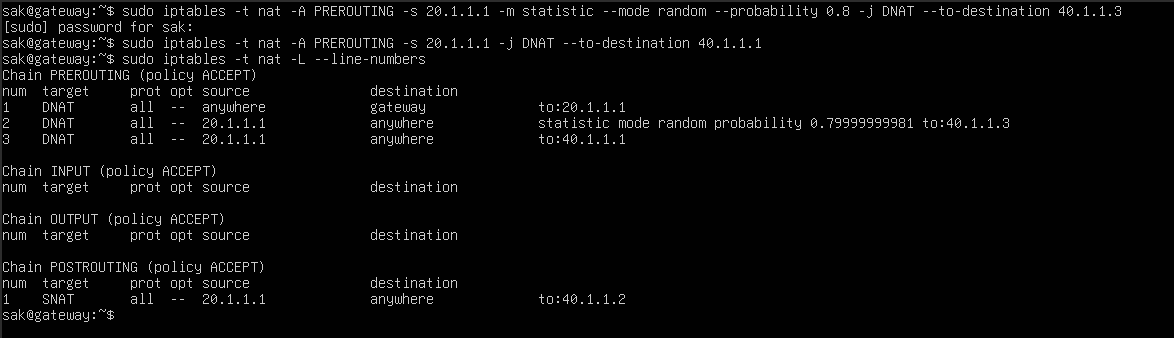 sak@gateway:~$ sudo iptables -t nat -A PREROUTING -s 20.1.1.1 -m statistic --mode random --probability 0.8 -j DNAT --to-destination 40.1.1.3
[sudo] password for sak:
sak@gateway:~$ sudo iptables -t nat -A PREROUTING -s 20.1.1.1 -j DNAT --to-destination 40.1.1.1
sak@gateway:~$ sudo iptables -t nat -L --line-numbers
Chain PREROUTING (policy ACCEPT)
num  target     prot opt source               destination
1    DNAT       all  --  anywhere             gateway              to:20.1.1.1
2    DNAT       all  --  20.1.1.1             anywhere             statistic mode random probability 0.79999999981 to:40.1.1.3
3    DNAT       all  --  20.1.1.1             anywhere             to:40.1.1.1

Chain INPUT (policy ACCEPT)
num  target     prot opt source               destination

Chain OUTPUT (policy ACCEPT)
num  target     prot opt source               destination

Chain POSTROUTING (policy ACCEPT)
num  target     prot opt source               destination
1    SNAT       all  --  20.1.1.1             anywhere             to:40.1.1.2
sak@gateway:~$